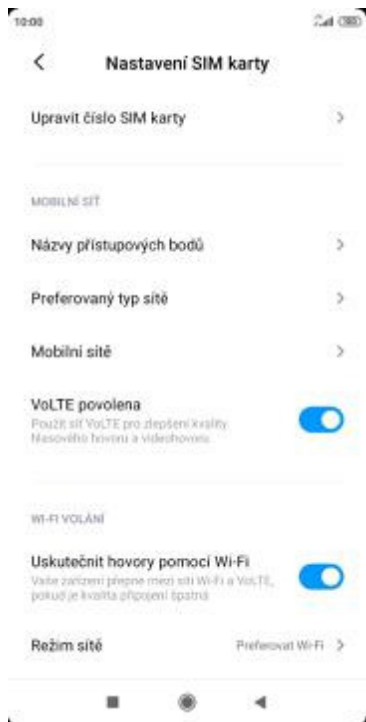 10:00
Nastavení SIM karty
Upravit číslo SIM karty
MOBILNÍ SÍŤ
Názvy přístupových bodů
Preferovaný typ sítě
Mobilní sítě
VoLTE povolena
Použít síť VoLTE pro zlepšení kvality
hlasového hovoru a videohovoru
WI-FI VOLÁNÍ
Uskutečnit hovory pomocí Wi-Fi
Vaše zařízení přepne mezi sítí Wi-Fi a VoLTE,
pokud je kvalita připojení špatná
Režim sítě
Preferovat Wi-Fi